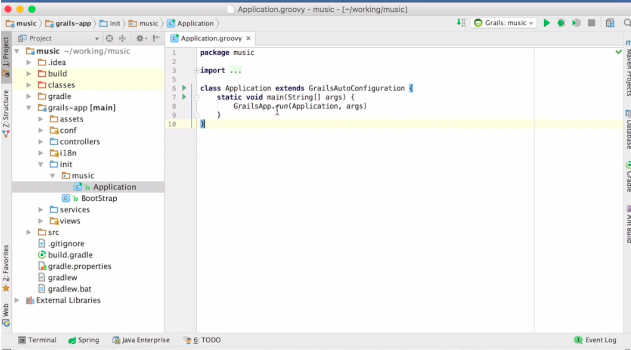 Application.groovy - music - [~/working/music]
music grails-app init music Application Grails: music
Project Application.groovy ×
1: Project
Z: Structure
2: Favorites
Web
music ~/working/music
.idea
build
classes
gradle
grails-app [main]
assets
conf
controllers
i18n
init
music
Application
BootStrap
services
views
src
.gitignore
build.gradle
gradle.properties
gradlew
gradlew.bat
External Libraries
1 package music
2
3 import ...
5
6 class Application extends GrailsAutoConfiguration {
7 static void main(String[] args) {
8 GrailsApp.run(Application, args)
9 }
10 }
Maven Projects
Database
Gradle
Ant Build
Terminal Spring Java Enterprise 6: TODO 1 Event Log